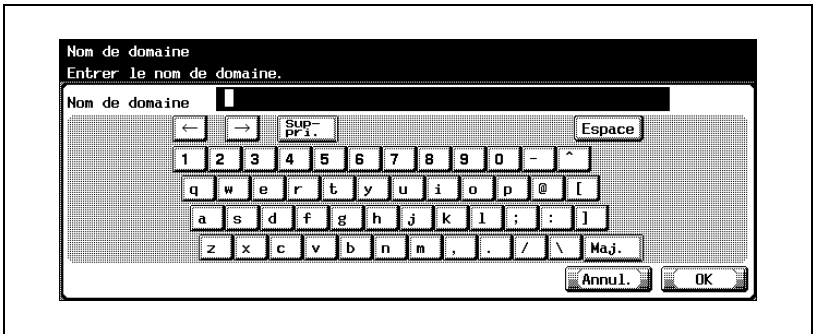 Nom de domaine
Entrer le nom de domaine.
Nom de domaine
← → Sup-
pri. Espace
1 2 3 4 5 6 7 8 9 0 - ^
q w e r t y u i o p @ [
a s d f g h j k l ; : ]
z x c v b n m , . / \ Maj.
Annul. OK